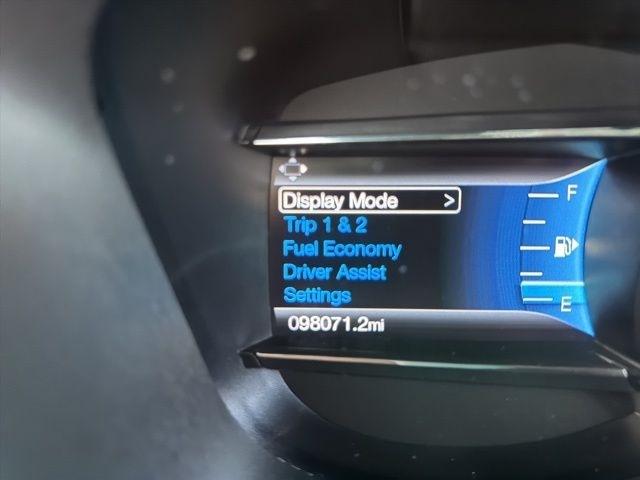 Display Mode >
Trip 1 & 2
Fuel Economy
Driver Assist
Settings
098071.2mi
F
E